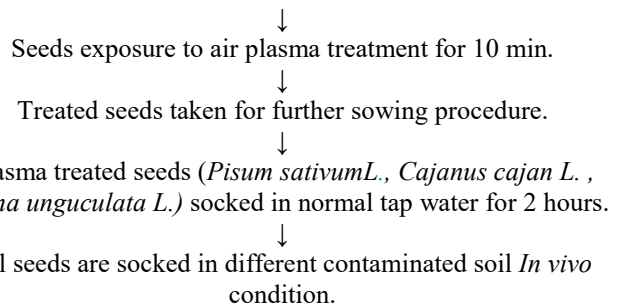 ↓
Seeds exposure to air plasma treatment for 10 min.
↓
Treated seeds taken for further sowing procedure.
↓
treated seeds (Pisum sativumL., Cajanus cajan L. ,
unguculata L.) socked in normal tap water for 2 hours.
↓
seeds are socked in different contaminated soil In vivo
condition.